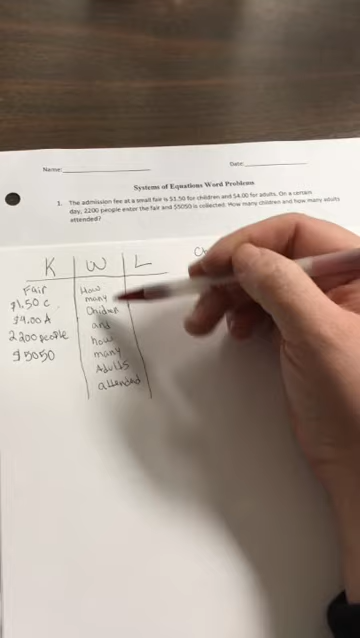 Name:
Date:
Systems of Equations Word Problems
1. The admission fee at a small fair is $1.50 for children and $4.00 for adults. On a certain
day, 2200 people enter the fair and $5050 is collected. How many children and how many adults
attended?
K W L
Fair
$1.50 C
$4.00 A
2200 people
$5050
How
many
and
how
many
Adults
attended